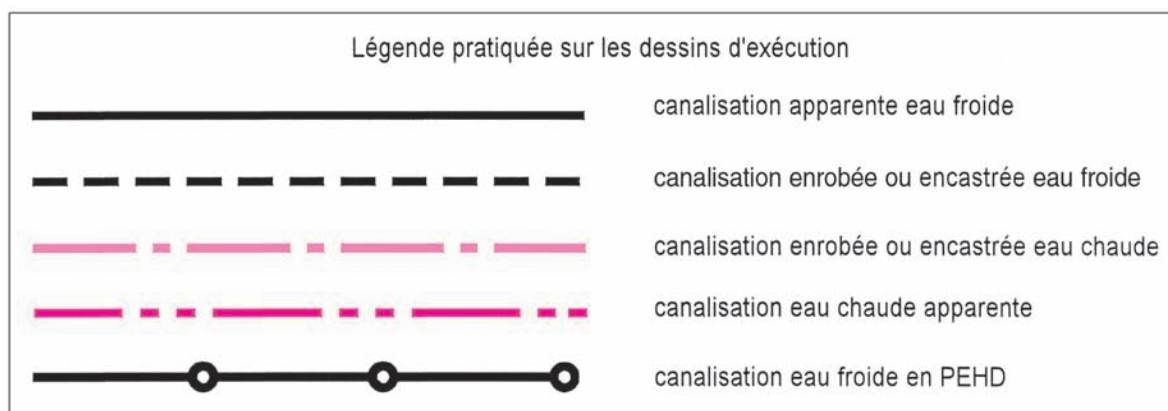 Légende pratiquée sur les dessins d'exécution
canalisation apparente eau froide
canalisation enrobée ou encastrée eau froide
canalisation enrobée ou encastrée eau chaude
canalisation eau chaude apparente
canalisation eau froide en PEHD